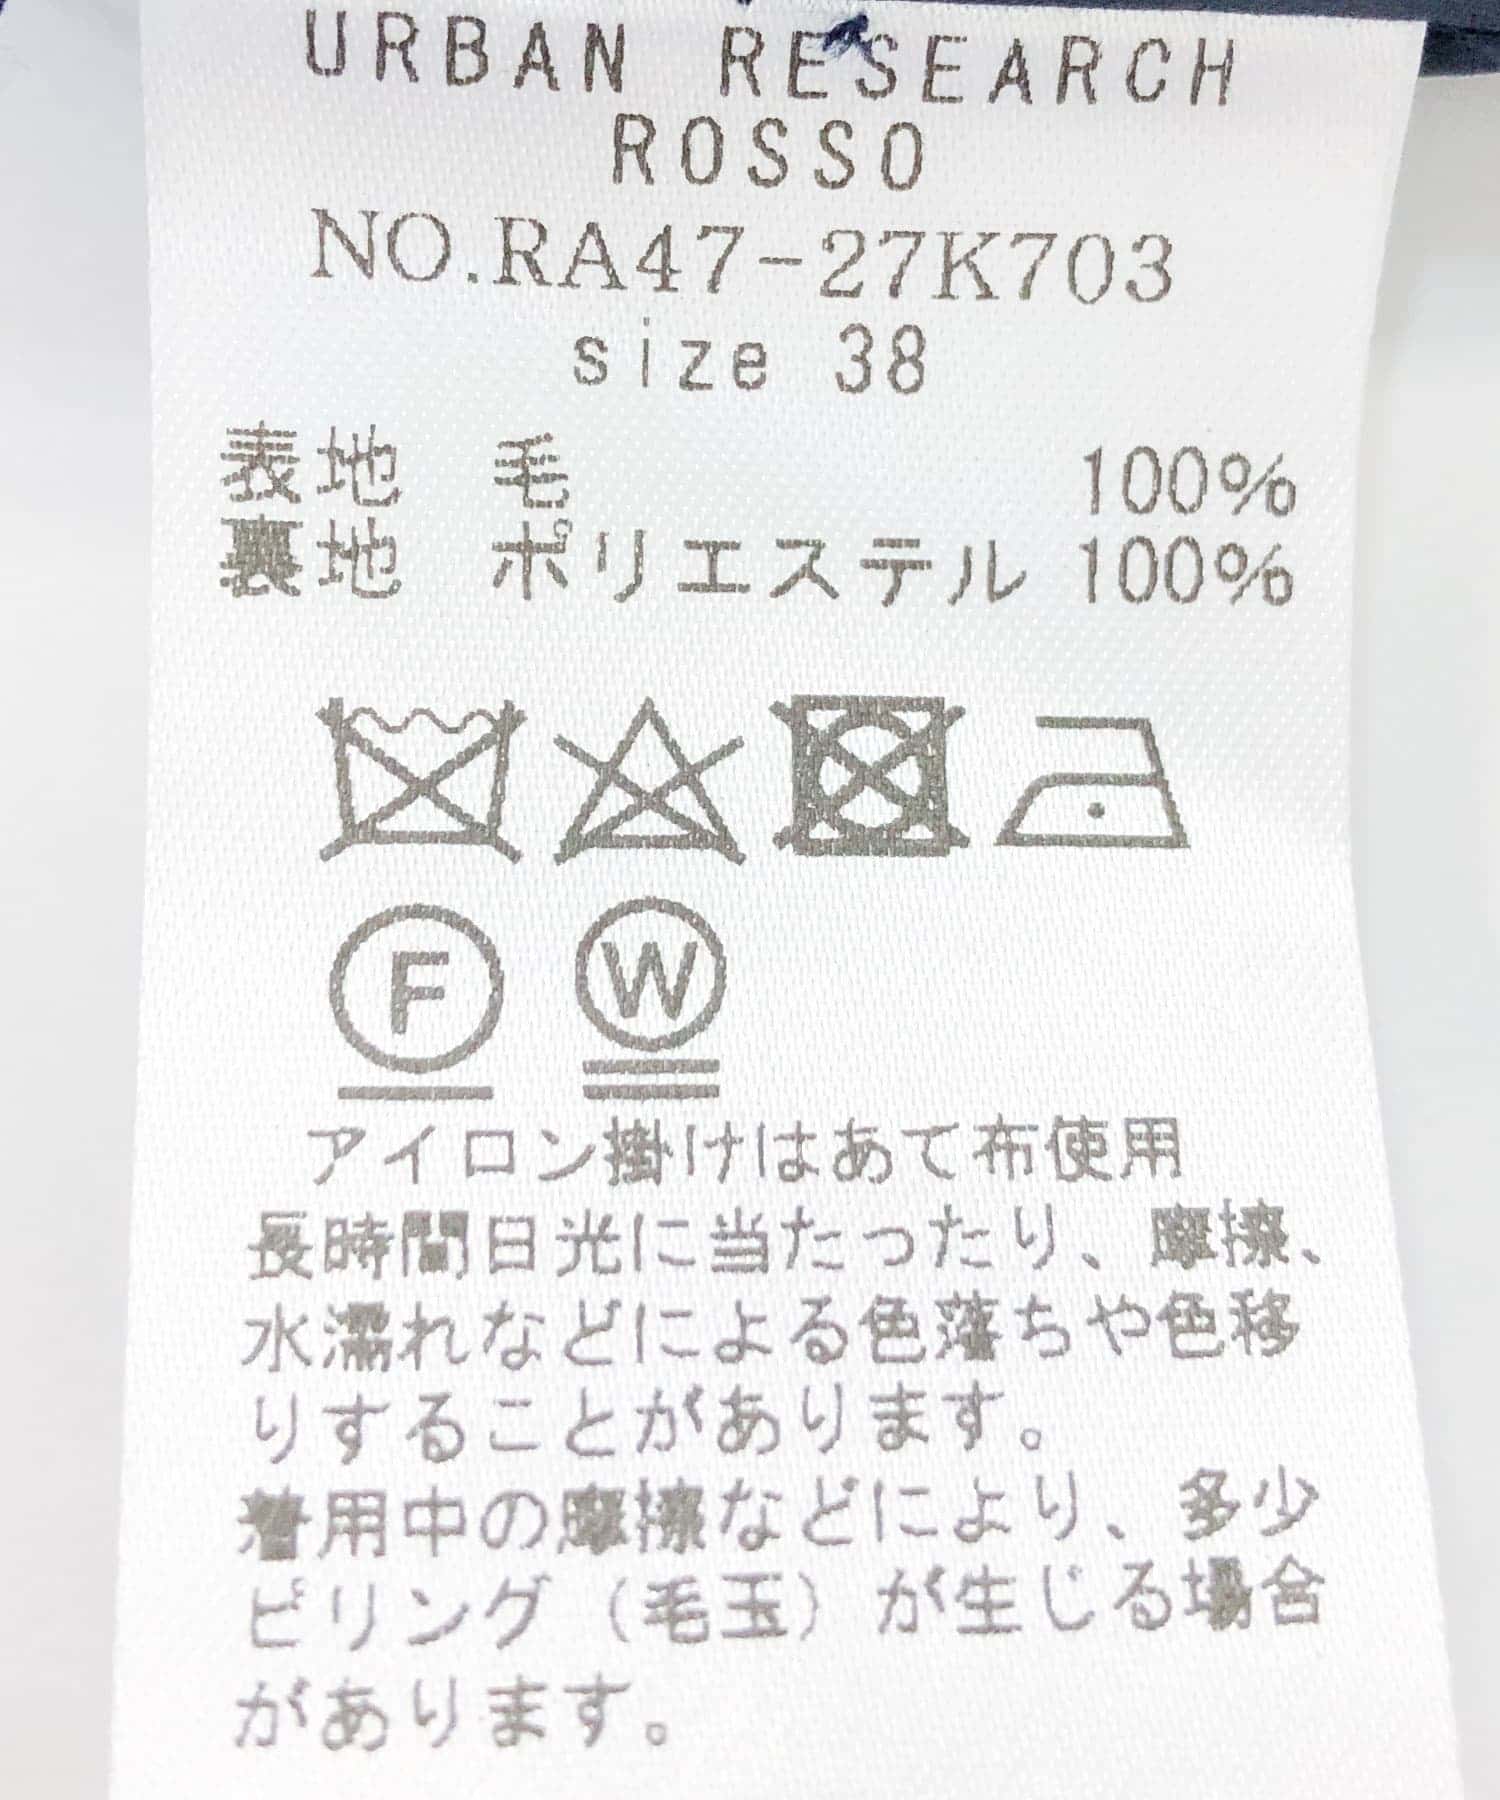 URBAN RESEARCH
ROSSO
NO.RA47-27K703
size 38
表地 毛 100%
裏地 ポリエステル 100%
F W
アイロン掛けはあて布使用
長時間日光に当たったり、摩擦、
水濡れなどによる色落ちや色移
りすることがあります。
着用中の摩擦などにより、多少
ピリング(毛玉)が生じる場合
があります。